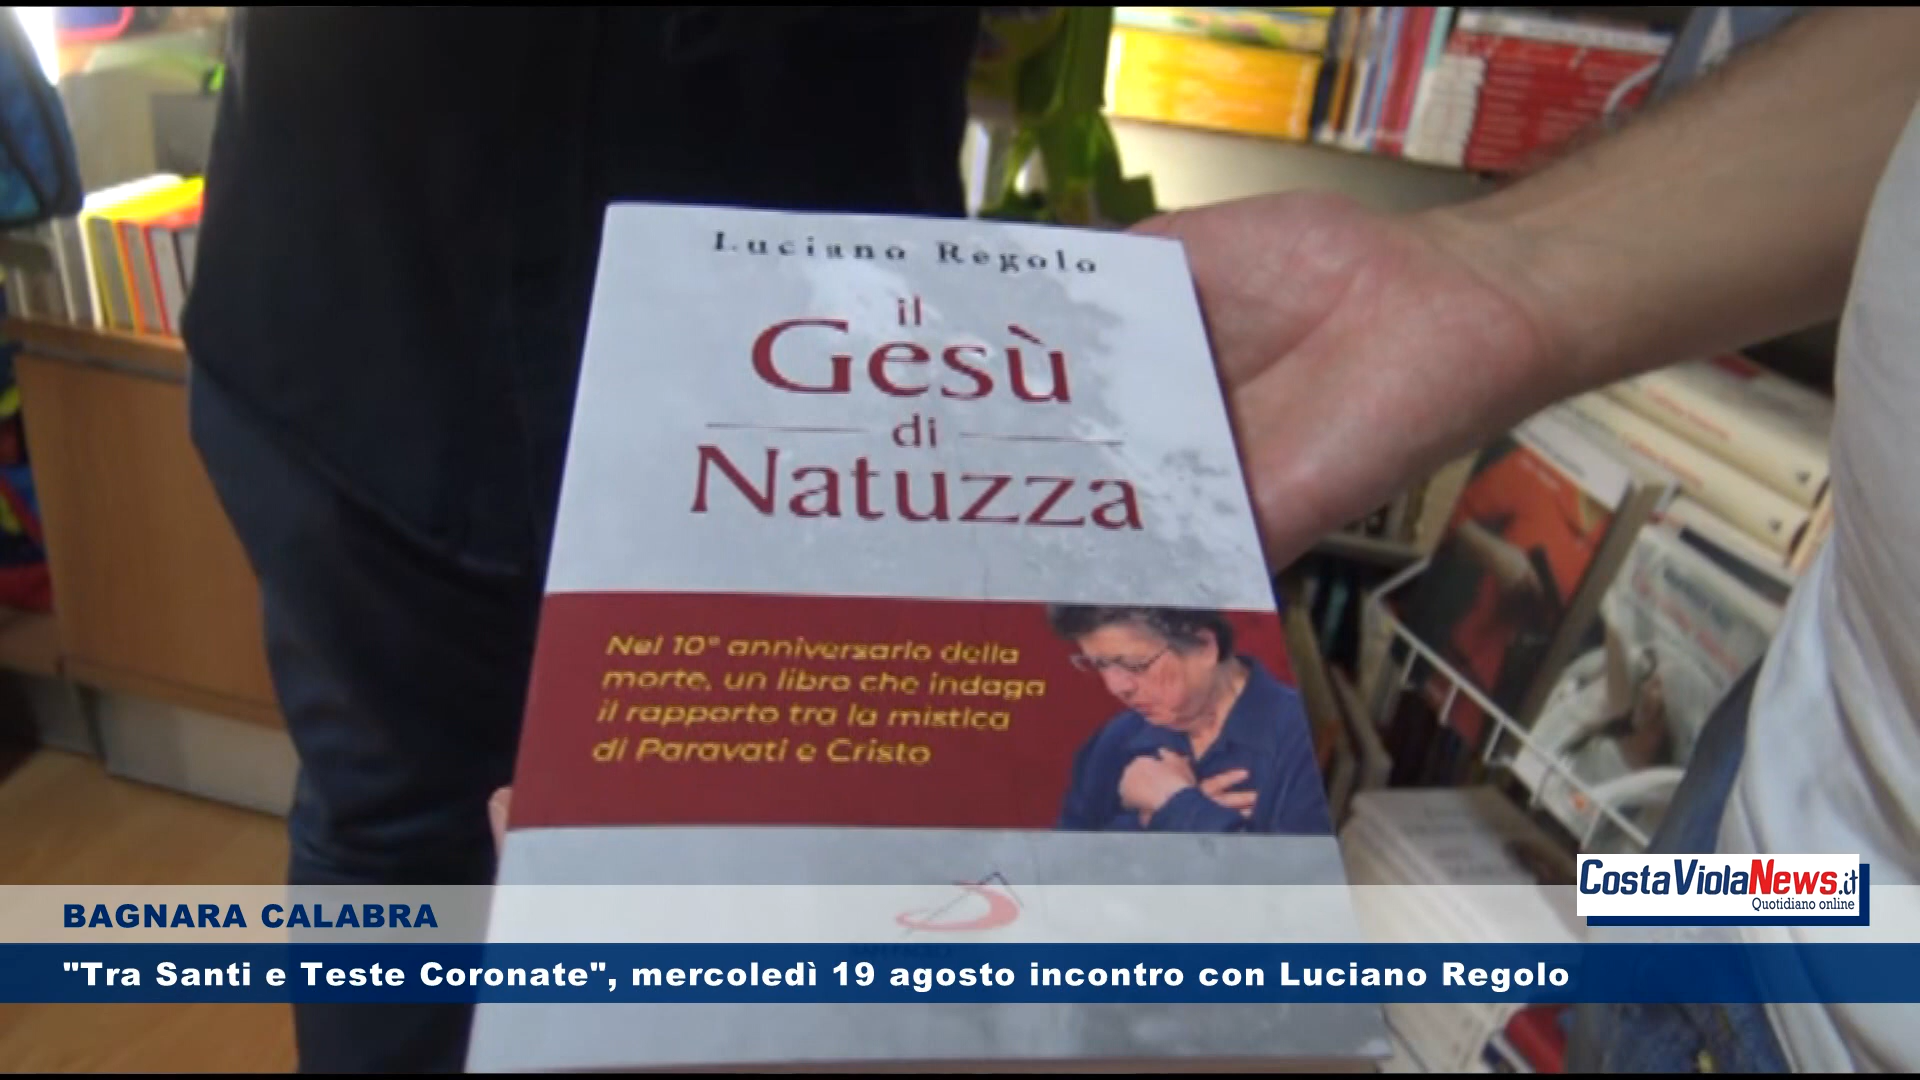 Luciano Regolo
il
Gesù
di
Natuzza
Nel 10° anniversario della
morte, un libro che indaga
il rapporto tra la mistica
di Paravati e Cristo
CostaViolaNews.it
Quotidiano online
BAGNARA CALABRA
"Tra Santi e Teste Coronate", mercoledì 19 agosto incontro con Luciano Regolo